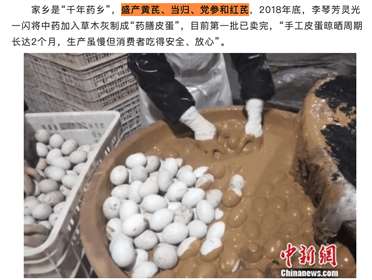 家乡是“千年药乡”，盛产黄芪、当归、党参和红芪。2018年底，李琴芳灵光
一闪将中药加入草木灰制成“药膳皮蛋”，目前第一批已卖完，“手工皮蛋晾晒周期
长达2个月，生产虽慢但消费者吃得安全、放心”。
中新网
Chinanews.com